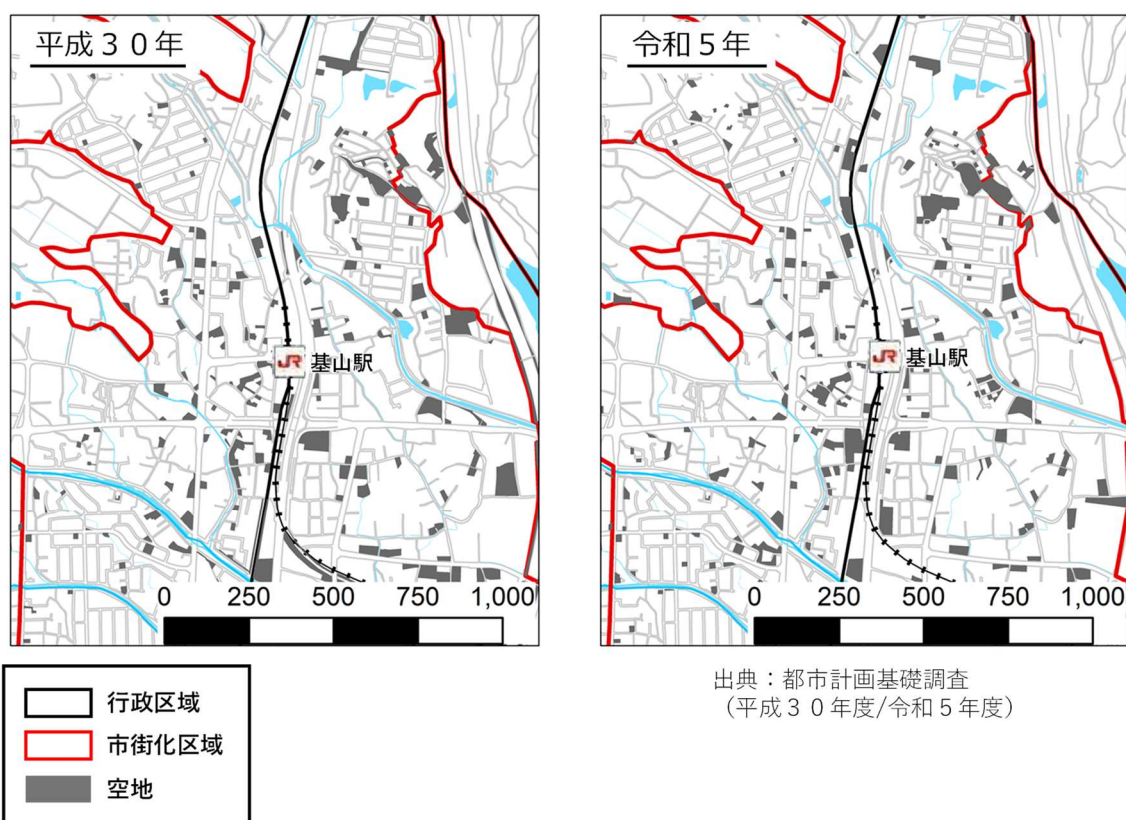 平成３０年
令和５年
JR 基山駅
JR 基山駅
0 250 500 750 1,000
0 250 500 750 1,000
行政区域
市街化区域
空地
出典：都市計画基礎調査
（平成３０年度/令和５年度）